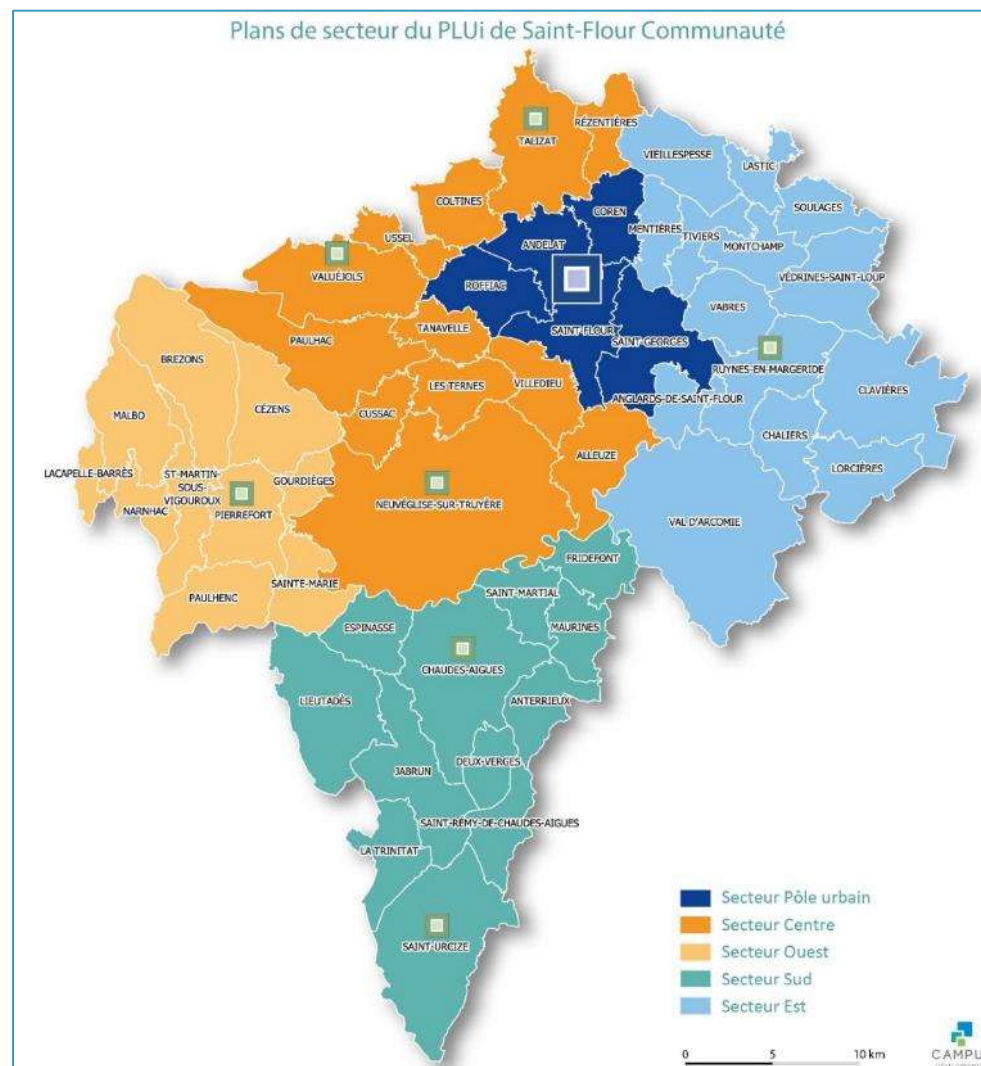 Plans de secteur du PLUi de Saint-Flour Communauté
TALIZAT
RÉZENTIÈRES
VIEILLESPESSE
LASTIC
COLTINES
COREN
SOULAGES
USSEL
MENTIÈRES
TIVIERS
ANDELAT
MONTCHAMP
VALUÉJOLS
VÉDRINES-SAINT-LOUP
ROFFIAC
VABRES
TANAVELLE
SAINT-FLOUR
PAULHAC
SAINT GEORGES
BREZONS
RUYNES-EN-MARGERIDE
LES TERNES
VILLEDIEU
CLAVIÈRES
ANGLARDS-DE-SAINT-FLOUR
CÉZENS
MALBO
CUSSAC
CHALIERS
ALLEUZE
LACAPELLE-BARRÈS
ST-MARTIN-
SOUS-
VIGOUROUX
GOURDIÈGES
LORCIÈRES
NARNHAC
PIERREFORT
NEUVÉGLISE-SUR-TRUYÈRE
VAL D'ARCOMIE
FRIDEFONT
SAINTE-MARIE
PAULHENC
SAINT-MARTIAL
ESPINASSE
MAURINES
CHAUDES-AIGUES
LIEUTADÈS
ANTERRIEUX
DEUX-VERGES
JABRUN
SAINT-RÉMY-DE-CHAUDES-AIGUES
LA TRINITAT
SAINT-URCIZE
Secteur Pôle urbain
Secteur Centre
Secteur Ouest
Secteur Sud
Secteur Est
0 5 10 km
CAMPU